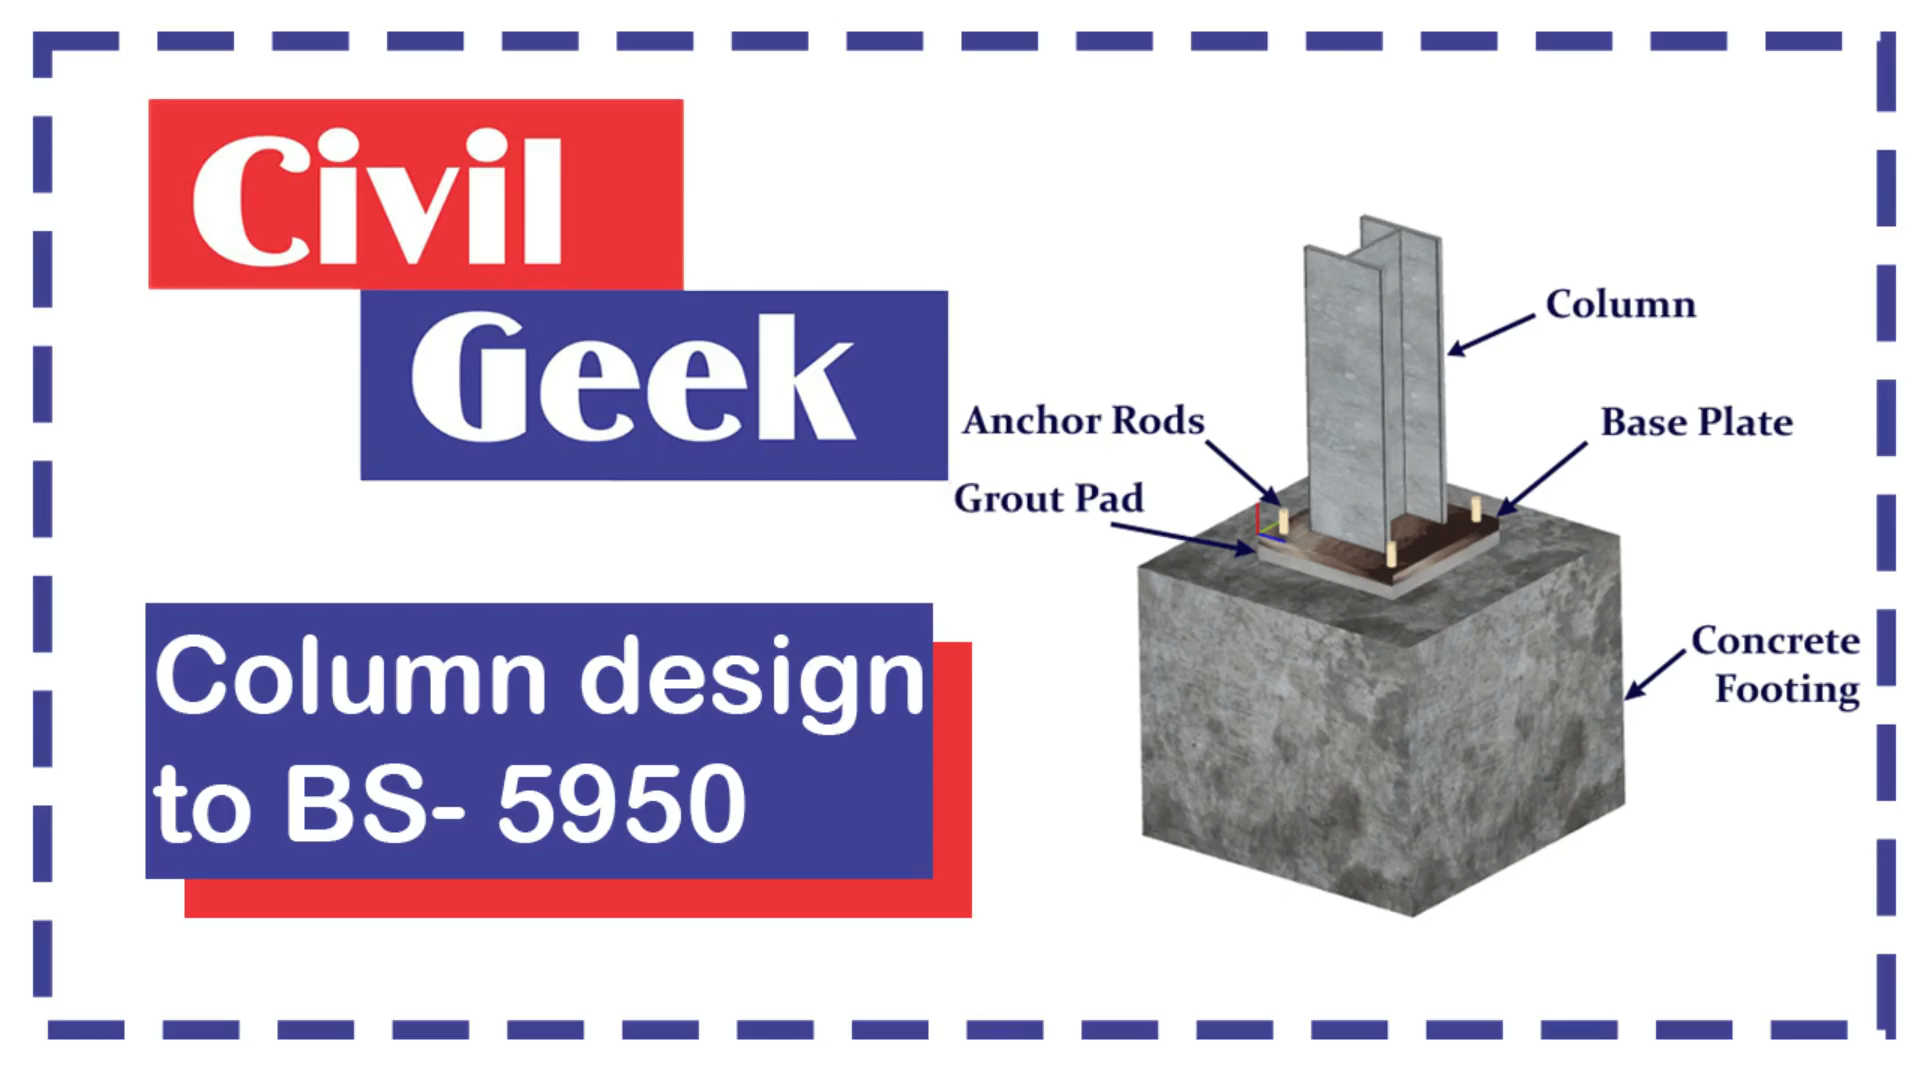 Civil
Geek
Column design
to BS- 5950
Column
Anchor Rods
Base Plate
Grout Pad
Concrete
Footing